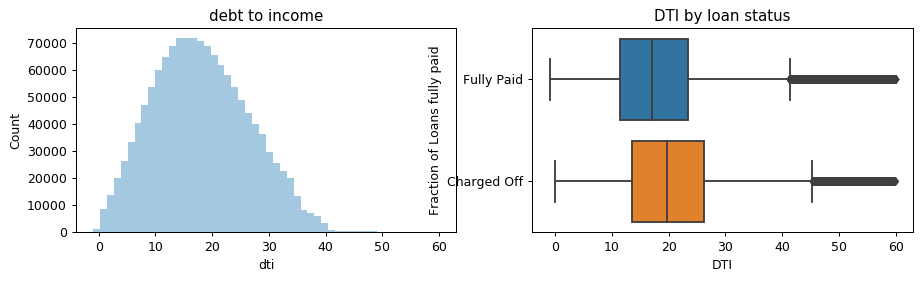 debt to income
70000
60000
50000
40000
30000
20000
10000
0
Count
0 10 20 30 40 50 60
dti
DTI by loan status
Fraction of Loans fully paid
Fully Paid
Charged Off
0 10 20 30 40 50 60
DTI